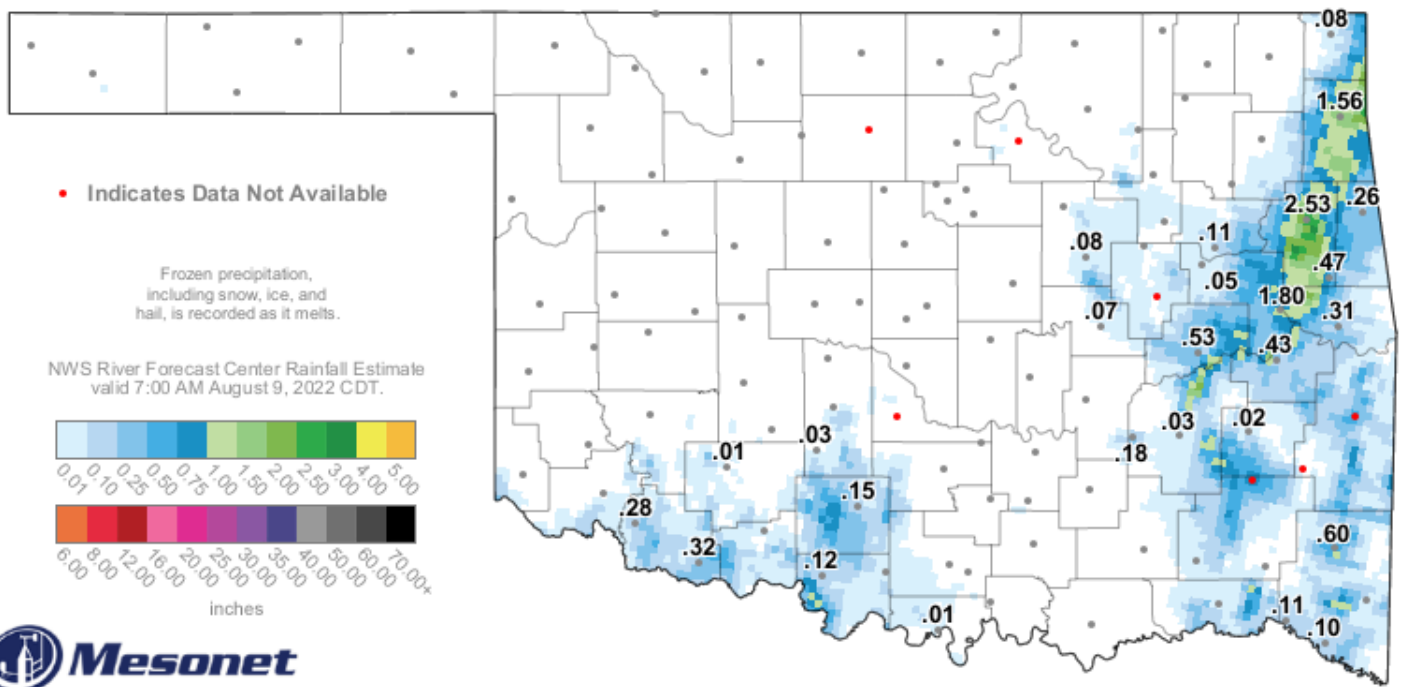 .08
1.56
Indicates Data Not Available
2.53 .26
.11
.08
Frozen precipitation,
including snow, ice, and
hail, is recorded as it melts.
.47
.05
1.80
.31
.07
.53
.43
NWS River Forecast Center Rainfall Estimate
valid 7:00 AM August 9, 2022 CDT.
.02
.03
.03
.01
.18
0.01 0.10 0.25 0.50 0.75 1.00 1.50 2.00 2.50 3.00 4.00 5.00
.15
.28
.60
.32
.12
6.00 8.00 12.00 16.00 20.00 25.00 30.00 35.00 40.00 50.00 60.00 70.00+
inches
.11
.01
.10
Mesonet